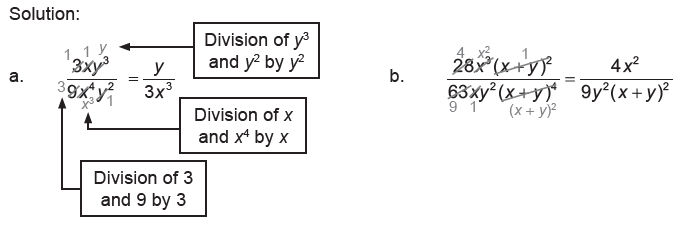 Solution:
a. 3xy³ / 9x⁴y² = y / 3x³
1 1 y
3 x³ 1
Division of y³
and y² by y²
Division of x
and x⁴ by x
Division of 3
and 9 by 3
b. 28x³(x + y)² / 63xy²(x + y)⁴ = 4x² / 9y²(x + y)²
4 x² 1
9 1 (x + y)²